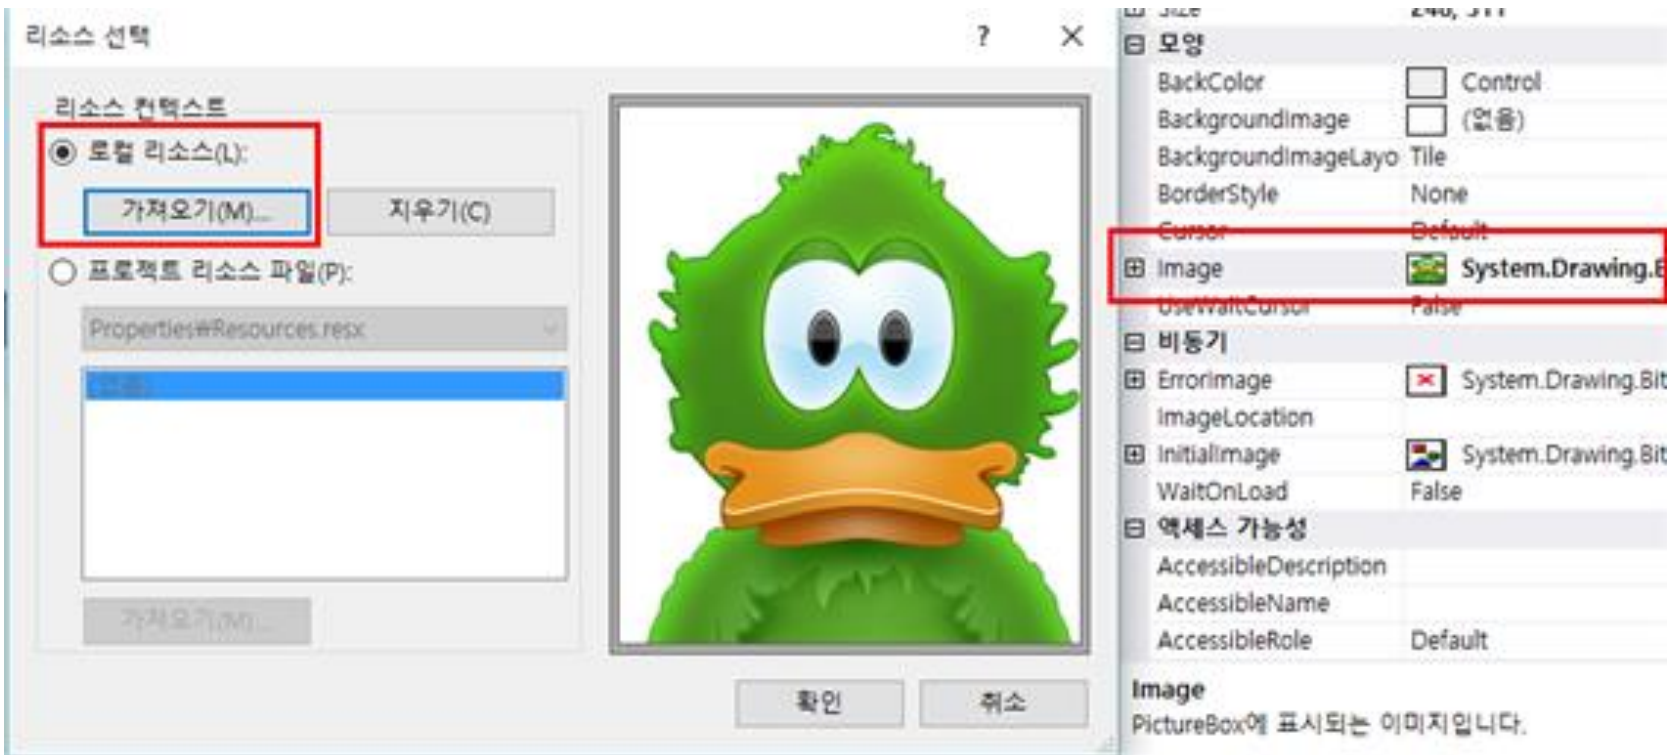 리소스 선택
?
리소스 컨텍스트
로컬 리소스(L):
가져오기(M)...
지우기(C)
프로젝트 리소스 파일(P):
Properties₩Resources.resx
가져오기(M)...
확인
취소
Size
모양
BackColor Control
BackgroundImage (없음)
BackgroundImageLayo Tile
BorderStyle None
Cursor Default
Image System.Drawing.B
UseWaitCursor False
비동기
ErrorImage System.Drawing.Bit
ImageLocation
InitialImage System.Drawing.Bit
WaitOnLoad False
액세스 가능성
AccessibleDescription
AccessibleName
AccessibleRole Default
Image
PictureBox에 표시되는 이미지입니다.